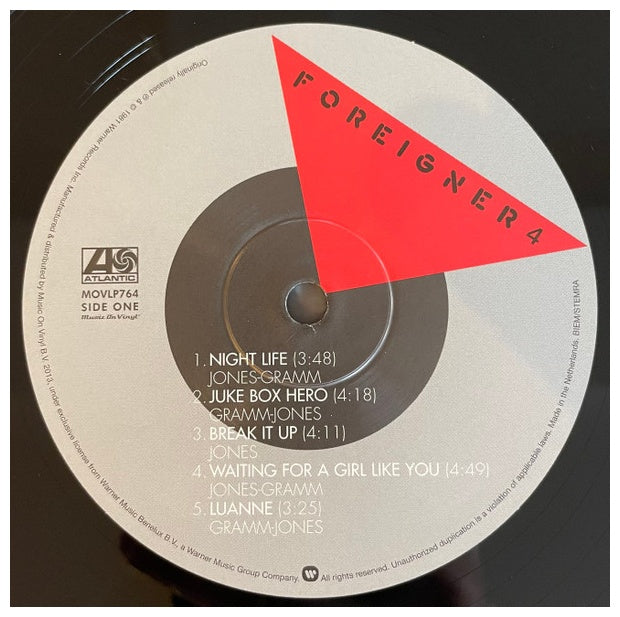 FOREIGNER 4
ATLANTIC
MOVLP764
SIDE ONE
Music On Vinyl
1. NIGHT LIFE (3:48)
JONES-GRAMM
2. JUKE BOX HERO (4:18)
GRAMM-JONES
3. BREAK IT UP (4:11)
JONES
4. WAITING FOR A GIRL LIKE YOU (4:49)
JONES-GRAMM
5. LUANNE (3:25)
GRAMM-JONES
Originally released ℗ & © 1981 Warner Records Inc. Manufactured & distributed by Music On Vinyl B.V. 2013, under exclusive license from Warner Music Benelux B.V., a Warner Music Group Company. All rights reserved. Unauthorized duplication is a violation of applicable laws. Made in the Netherlands. BIEM/STEMRA